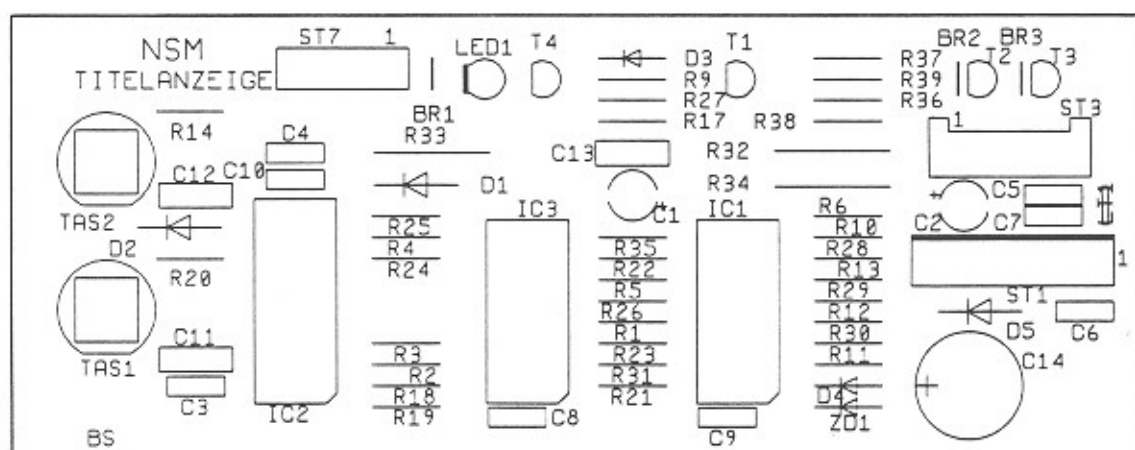 NSM
TITELANZEIGE
ST7 1
LED1
T4
BR1
D3
R9
R27
R17
T1
R37
R39
R36
R38
BR2
T2
BR3
T3
1
ST3
R14
C4
R33
C13
R32
C12
C10
D1
R34
TAS2
C1
C2
C5
C7
D2
R20
IC3
IC1
R25
R4
R24
R35
R22
R5
R26
R1
R23
R31
R21
R6
R10
R28
R13
R29
R12
R30
R11
D4
ZD1
1
ST1
D5
C6
C14
TAS1
C11
C3
IC2
R3
R2
R18
R19
C8
C9
BS